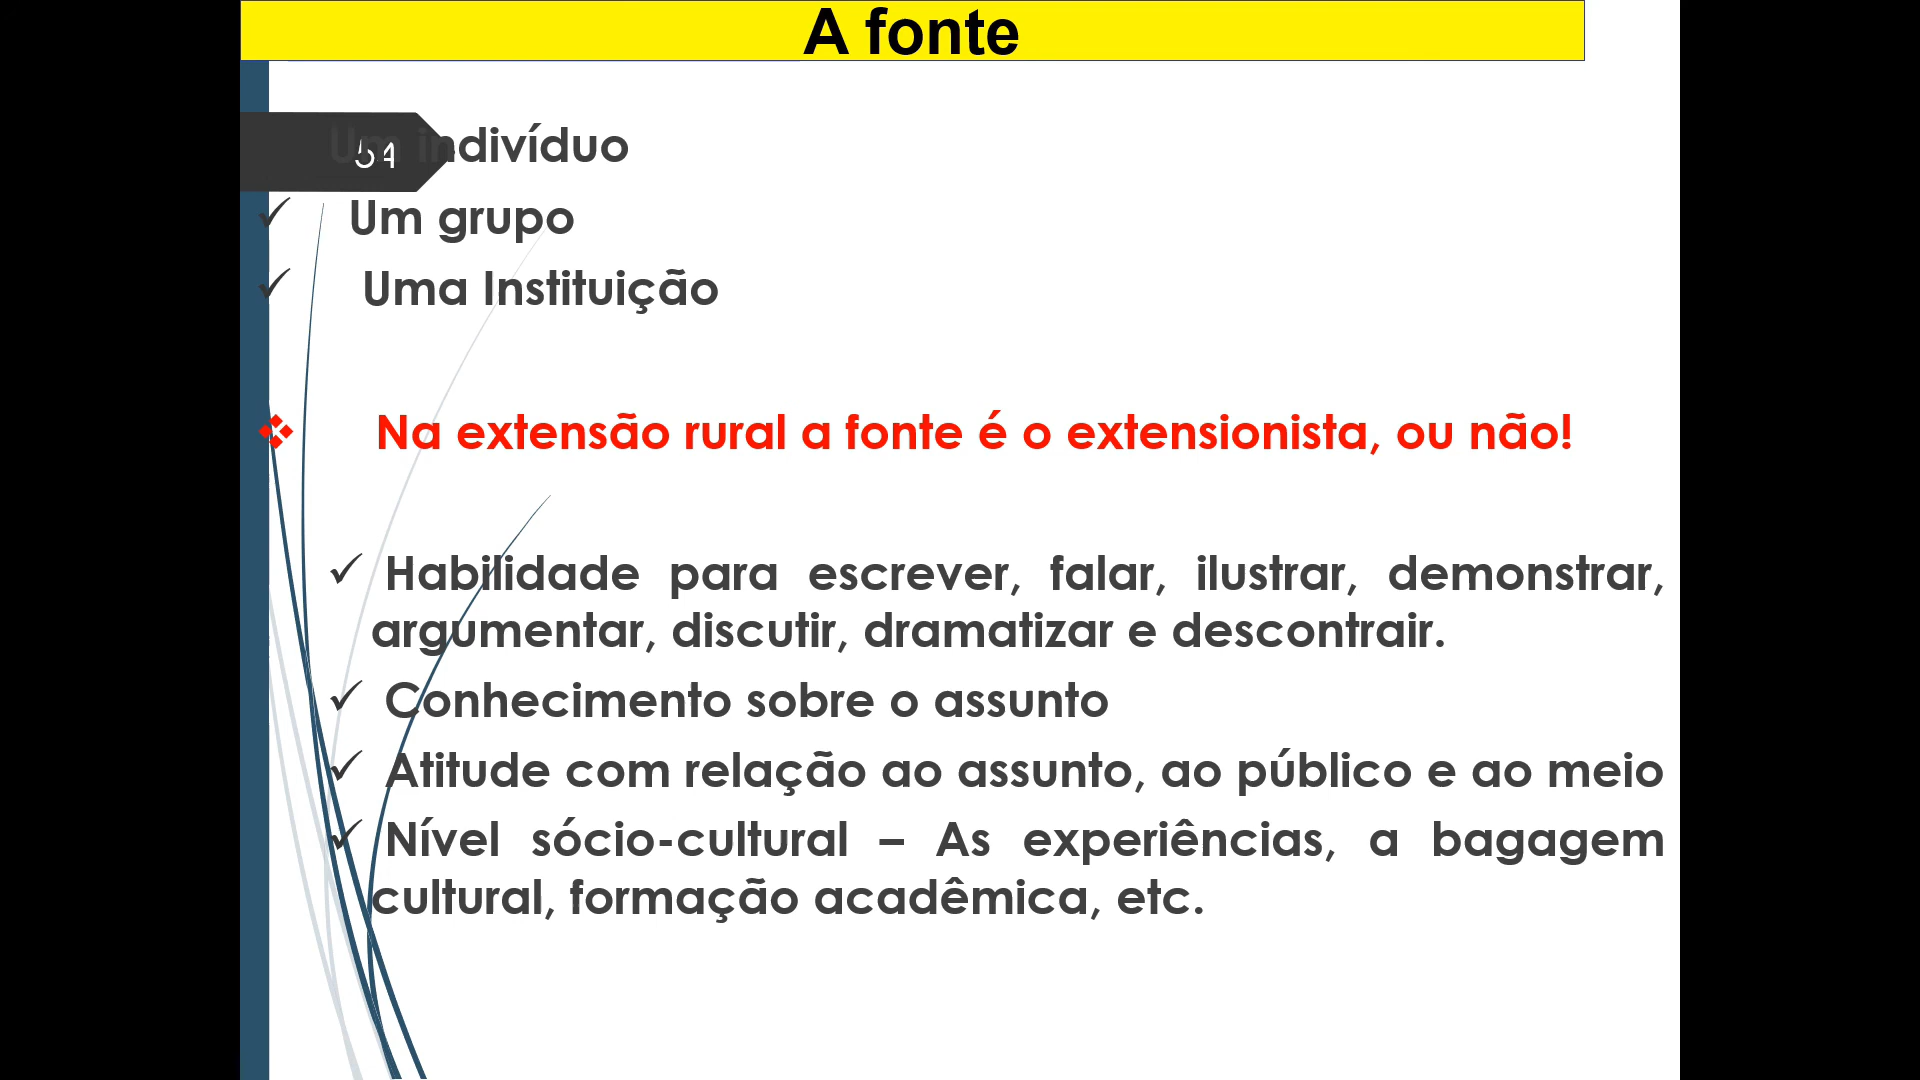 A fonte
54
Um indivíduo
✓ Um grupo
✓ Uma Instituição
❖ Na extensão rural a fonte é o extensionista, ou não!
✓ Habilidade para escrever, falar, ilustrar, demonstrar,
argumentar, discutir, dramatizar e descontrair.
✓ Conhecimento sobre o assunto
✓ Atitude com relação ao assunto, ao público e ao meio
✓ Nível sócio-cultural – As experiências, a bagagem
cultural, formação acadêmica, etc.